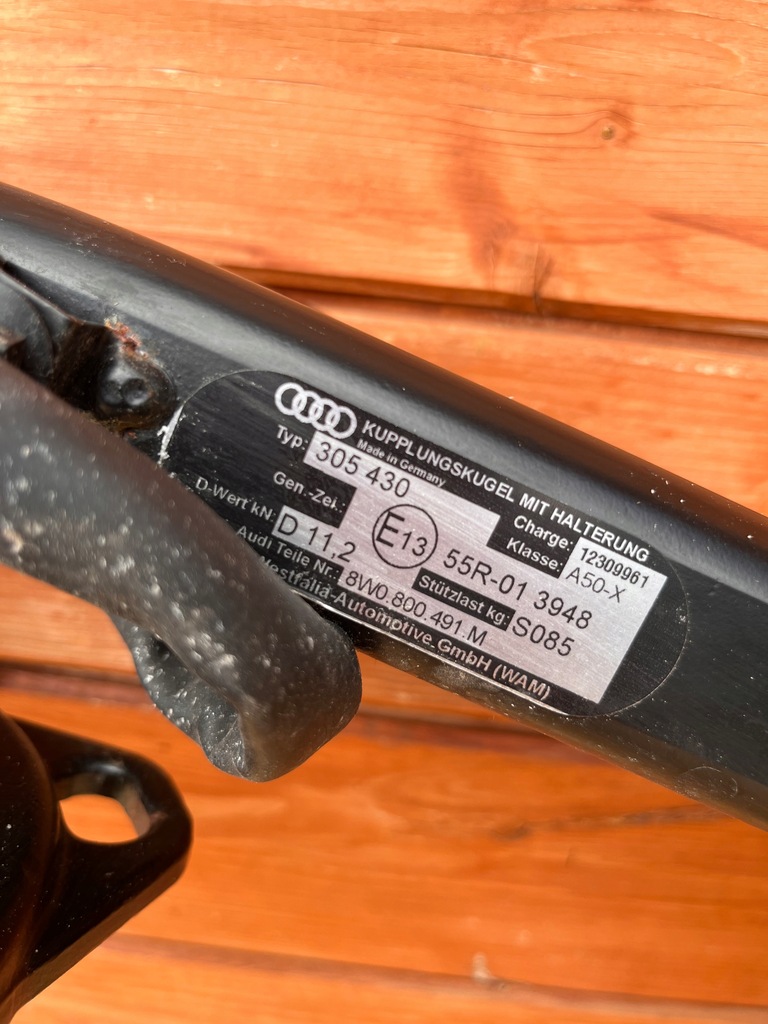 KUPPLUNGSKUGEL MIT HALTERUNG
Made in Germany
Typ: 305 430
Charge: 12309961
Klasse: A50-X
Gen.-Zei.: E13 55R-01 3948
D-Wert kN: D 11,2
Stützlast kg: S085
Audi Teile Nr.: 8W0.800.491.M
Westfalia-Automotive GmbH (WAM)